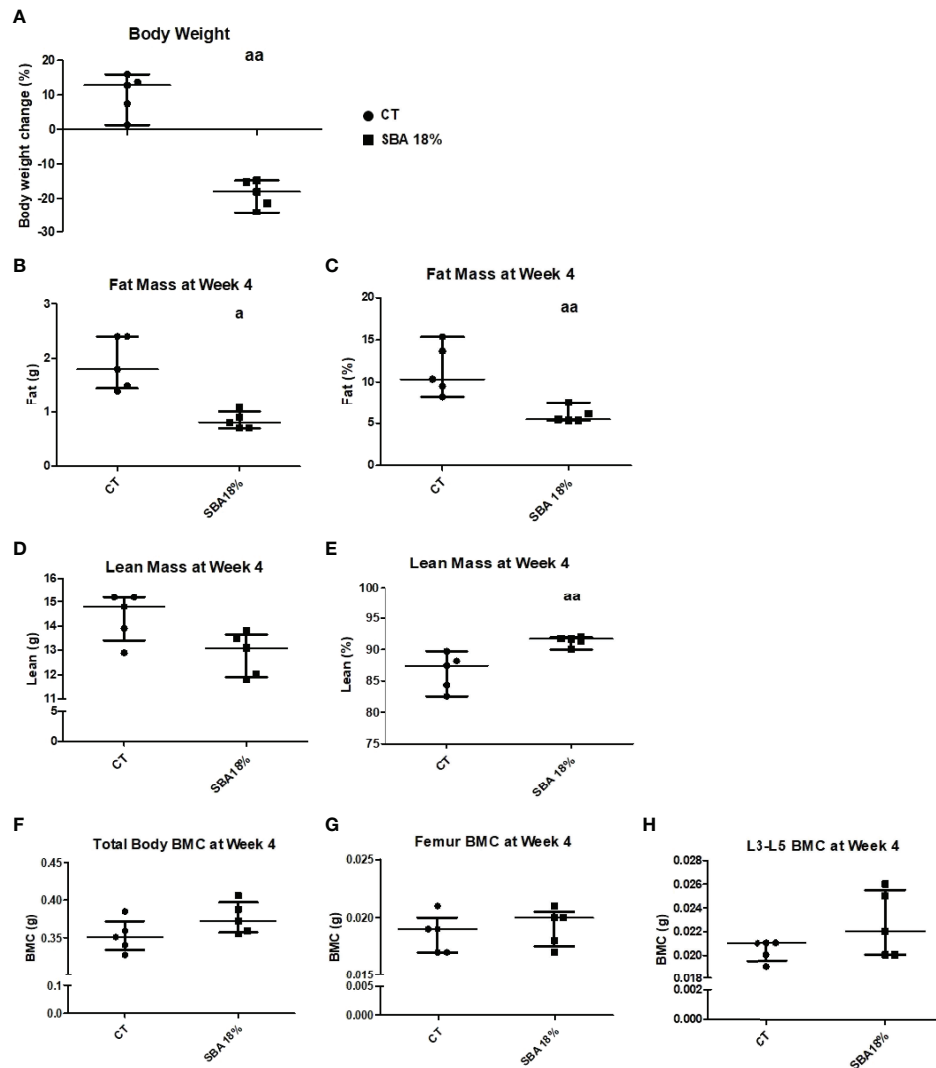 A
Body Weight
aa
Body weight change (%)
20
10
0
-10
-20
-30
CT
SBA 18%
B
Fat Mass at Week 4
a
Fat (g)
3
2
1
0
CT
SBA18%
C
Fat Mass at Week 4
aa
Fat (%)
20
15
10
5
0
CT
SBA 18%
D
Lean Mass at Week 4
Lean (g)
16
15
14
13
12
11
5
0
CT
SBA18%
E
Lean Mass at Week 4
aa
Lean (%)
100
95
90
85
80
75
CT
SBA 18%
F
Total Body BMC at Week 4
BMC (g)
0.45
0.40
0.35
0.1
0.0
CT
SBA 18%
G
Femur BMC at Week 4
BMC (g)
0.025
0.020
0.015
0.005
0.000
CT
SBA 18%
H
L3-L5 BMC at Week 4
BMC (g)
0.028
0.026
0.024
0.022
0.020
0.018
0.002
0.000
CT
SBA18%